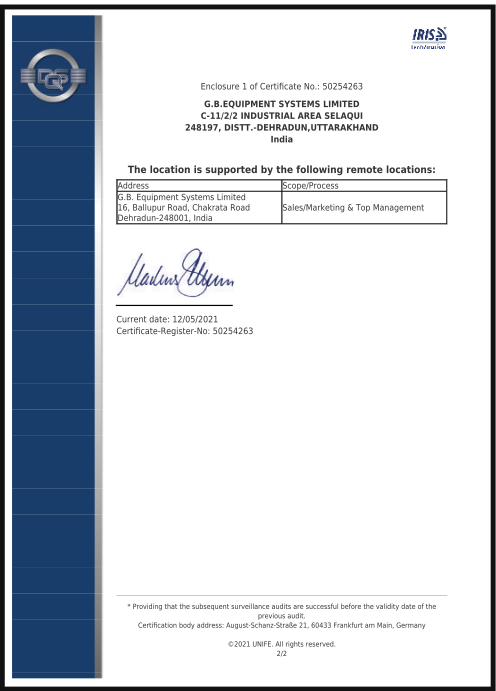 IRIS
Certification
DQS
Enclosure 1 of Certificate No.: 50254263
G.B.EQUIPMENT SYSTEMS LIMITED
C-11/2/2 INDUSTRIAL AREA SELAQUI
248197, DISTT.-DEHRADUN,UTTARAKHAND
India
The location is supported by the following remote locations:
Address Scope/Process
G.B. Equipment Systems Limited
16, Ballupur Road, Chakrata Road
Dehradun-248001, India
Sales/Marketing & Top Management
Current date: 12/05/2021
Certificate-Register-No: 50254263
* Providing that the subsequent surveillance audits are successful before the validity date of the
previous audit.
Certification body address: August-Schanz-Straße 21, 60433 Frankfurt am Main, Germany
©2021 UNIFE. All rights reserved.
2/2